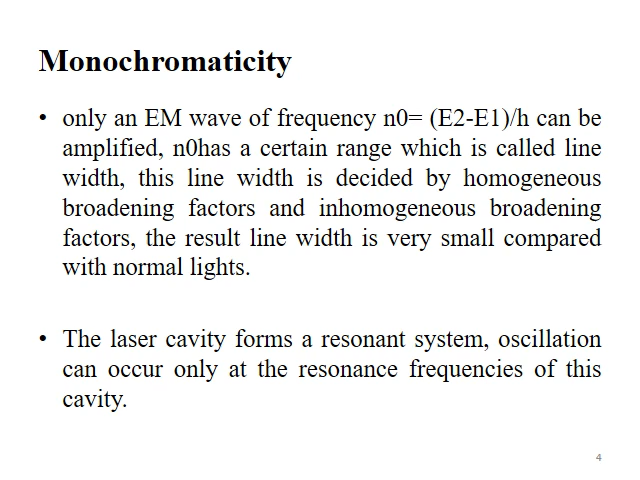 Monochromaticity
• only an EM wave of frequency n0= (E2-E1)/h can be
amplified, n0has a certain range which is called line
width, this line width is decided by homogeneous
broadening factors and inhomogeneous broadening
factors, the result line width is very small compared
with normal lights.
• The laser cavity forms a resonant system, oscillation
can occur only at the resonance frequencies of this
cavity.
4